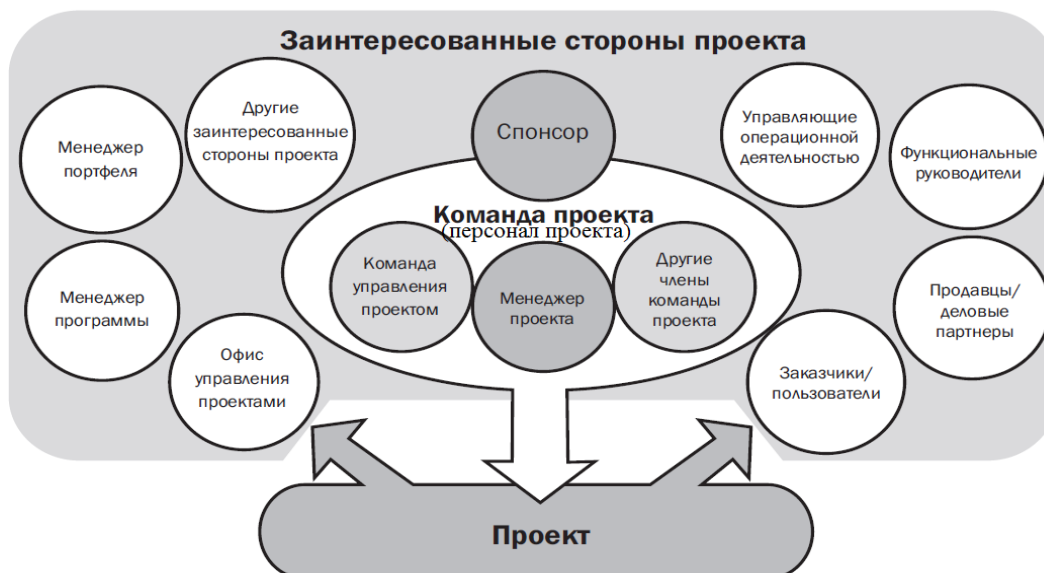 Заинтересованные стороны проекта
Менеджер
портфеля
Другие
заинтересованные
стороны проекта
Спонсор
Управляющие
операционной
деятельностью
Функциональные
руководители
Команда проекта
(персонал проекта)
Команда
управления
проектом
Менеджер
проекта
Другие
члены
команды
проекта
Менеджер
программы
Офис
управления
проектами
Продавцы/
деловые
партнеры
Заказчики/
пользователи
Проект